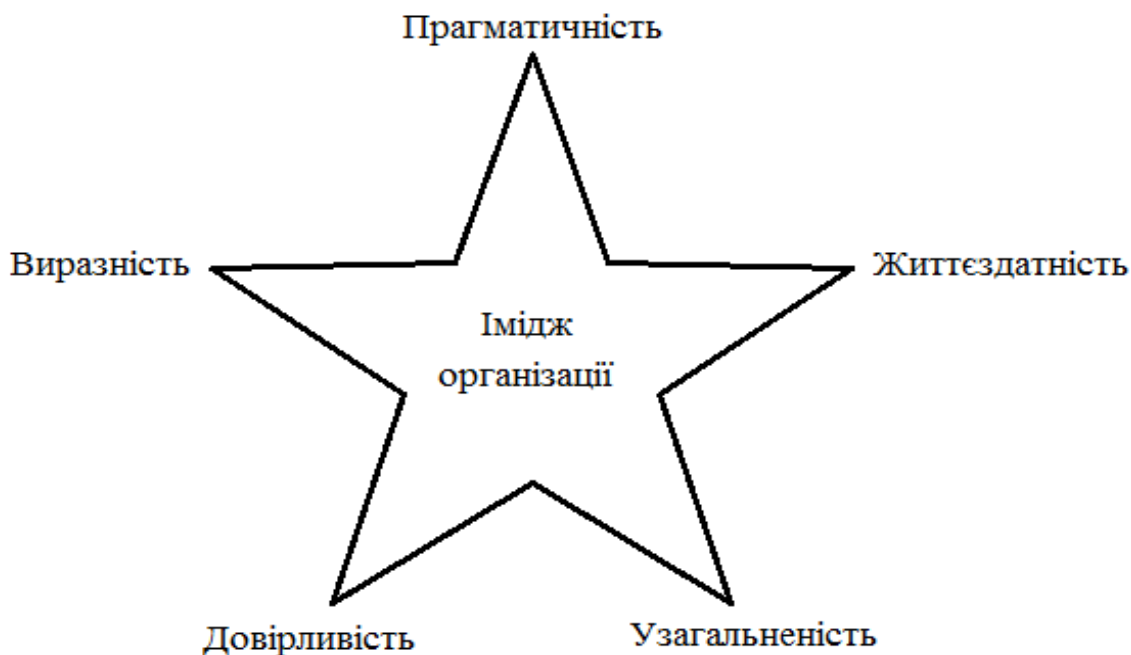 Прагматичність
Виразність
Життєздатність
Імідж
організації
Довірливість
Узагальненість